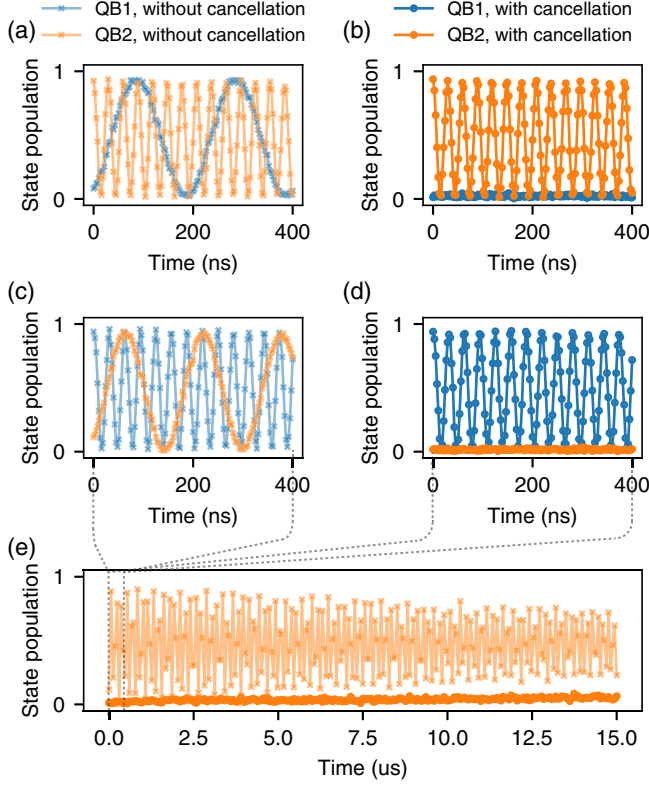 QB1, without cancellation
QB2, without cancellation
QB1, with cancellation
QB2, with cancellation
(a)
State population
1
0
0 200 400
Time (ns)
(b)
State population
1
0
0 200 400
Time (ns)
(c)
State population
1
0
0 200 400
Time (ns)
(d)
State population
1
0
0 200 400
Time (ns)
(e)
State population
1
0
0.0 2.5 5.0 7.5 10.0 12.5 15.0
Time (us)